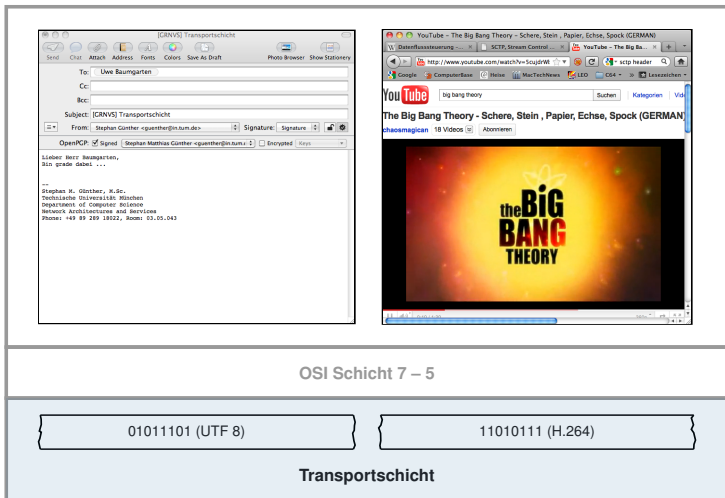 [GRNVS] Transportschicht
Send Chat Attach Address Fonts Colors Save As Draft Photo Browser Show Stationery
To: Uwe Baumgarten
Cc:
Bcc:
Subject: [GRNVS] Transportschicht
From: Stephan Günther <guenther@in.tum.de> Signature: Signature
OpenPGP: Signed Stephan Matthias Günther <guenther@in.tum.c Encrypted Keys
Lieber Herr Baumgarten,
Bin grade dabei ...
--
Stephan M. Günther, M.Sc.
Technische Universität München
Department of Computer Science
Network Architectures and Services
Phone: +49 89 289 18022, Room: 03.05.043
YouTube - The Big Bang Theory - Schere, Stein , Papier, Echse, Spock (GERMAN)
Datenflusssteuerung -... SCTP, Stream Control ... YouTube - The Big Ba...
http://www.youtube.com/watch?v=5cujdrWI sctp header
Google ComputerBase Heise MacTechNews LEO C64 Lesezeichen
You Tube big bang theory Suchen Kategorien Vide
The Big Bang Theory - Schere, Stein , Papier, Echse, Spock (GERMAN)
chaosmagican 18 Videos Abonnieren
the BIG
BANG
THEORY
OSI Schicht 7 – 5
01011101 (UTF 8) 11010111 (H.264)
Transportschicht